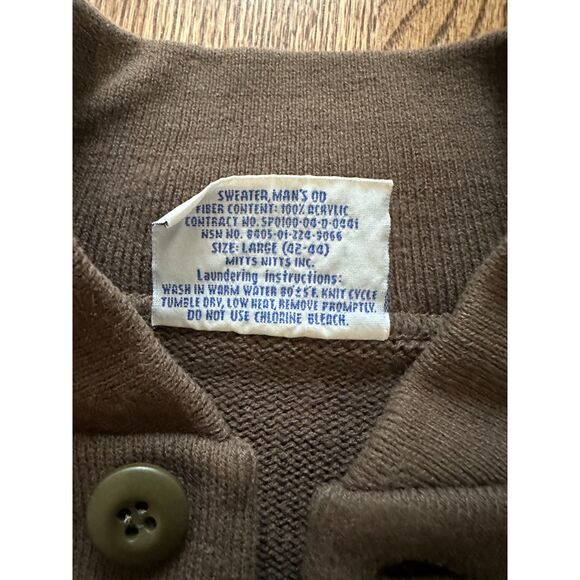 SWEATER, MAN'S OD
FIBER CONTENT: 100% ACRYLIC
CONTRACT NO. SP0100-04-D-0441
NSN NO. 8405-01-224-5066
SIZE: LARGE (42-44)
MITTS NITTS INC.
Laundering Instructions:
WASH IN WARM WATER 80±5°F. KNIT CYCLE
TUMBLE DRY, LOW HEAT, REMOVE PROMPTLY.
DO NOT USE CHLORINE BLEACH.